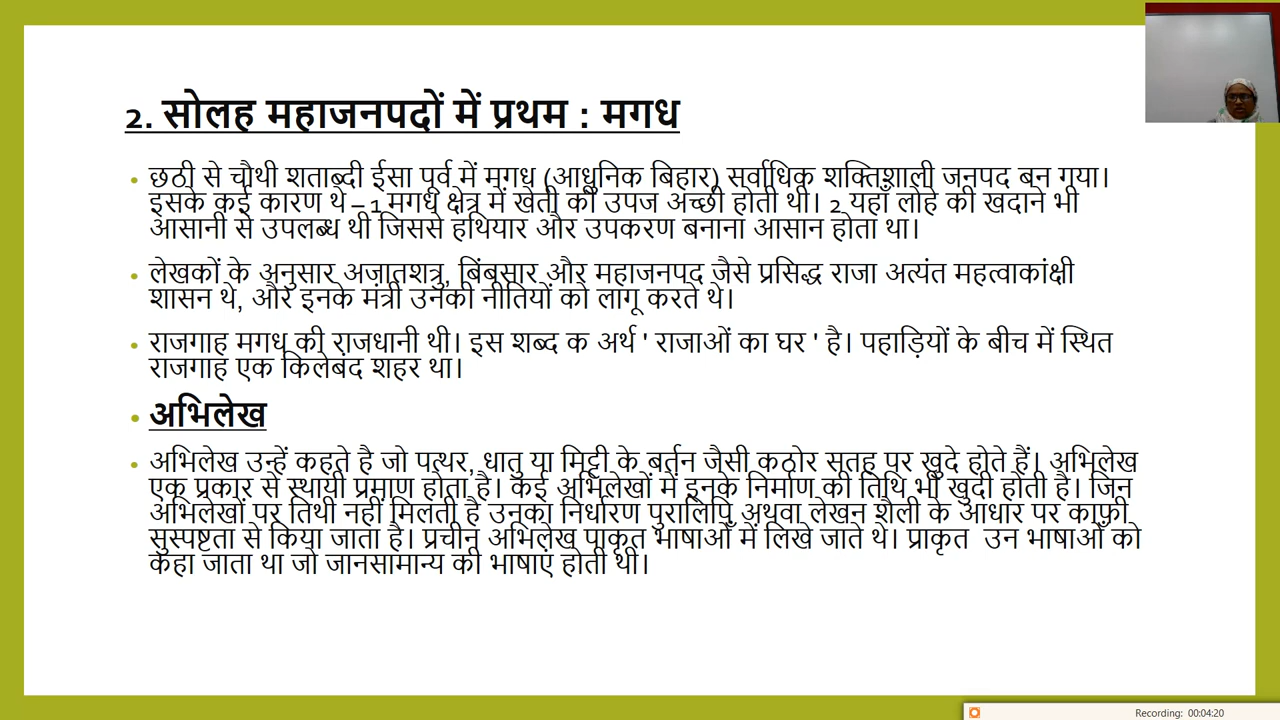 2. सोलह महाजनपदों में प्रथम : मगध
• छठी से चौथी शताब्दी ईसा पूर्व में मगध (आधुनिक बिहार) सर्वाधिक शक्तिशाली जनपद बन गया।
इसके कई कारण थे – 1 मगध क्षेत्र में खेती की उपज अच्छी होती थी। 2 यहाँ लोहे की खदाने भी
आसानी से उपलब्ध थी जिससे हथियार और उपकरण बनाना आसान होता था।
• लेखकों के अनुसार अजातशत्रु, बिंबसार और महाजनपद जैसे प्रसिद्ध राजा अत्यंत महत्वाकांक्षी
शासन थे, और इनके मंत्री उनकी नीतियों को लागू करते थे।
• राजगाह मगध की राजधानी थी। इस शब्द क अर्थ ' राजाओं का घर ' है। पहाड़ियों के बीच में स्थित
राजगाह एक किलेबंद शहर था।
• अभिलेख
• अभिलेख उन्हें कहते है जो पत्थर, धातु या मिट्टी के बर्तन जैसी कठोर सतह पर खुदे होते हैं। अभिलेख
एक प्रकार से स्थायी प्रमाण होता है। कई अभिलेखों में इनके निर्माण की तिथि भी खुदी होती है। जिन
अभिलेखों पर तिथी नहीं मिलती है उनका निर्धारण पुरालिपि अथवा लेखन शैली के आधार पर काफ़ी
सुस्पष्टता से किया जाता है। प्रचीन अभिलेख पाकृत भाषाओँ में लिखे जाते थे। प्राकृत उन भाषाओँ को
कहा जाता था जो जानसामान्य की भाषाएं होती थी।
Recording: 00:04:20